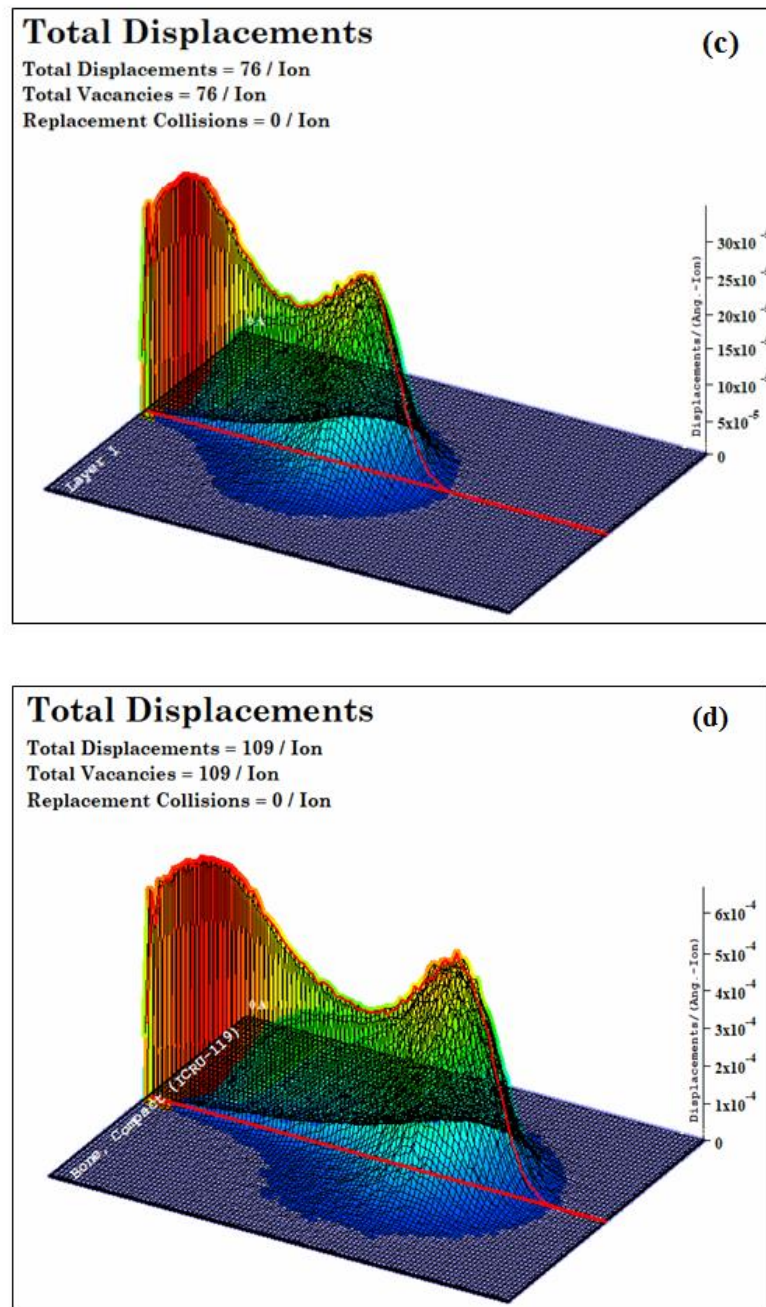 Total Displacements
(c)
Total Displacements = 76 / Ion
Total Vacancies = 76 / Ion
Replacement Collisions = 0 / Ion
Displacements/(Ang.-Ion)
30x10
25x10
20x10
15x10
10x10
5x10-5
0
0 A
Layer 1
Total Displacements
(d)
Total Displacements = 109 / Ion
Total Vacancies = 109 / Ion
Replacement Collisions = 0 / Ion
Displacements/(Ang.-Ion)
6x10-4
5x10-4
4x10-4
3x10-4
2x10-4
1x10-4
0
0 A
Bone, Compact (ICRU-119)